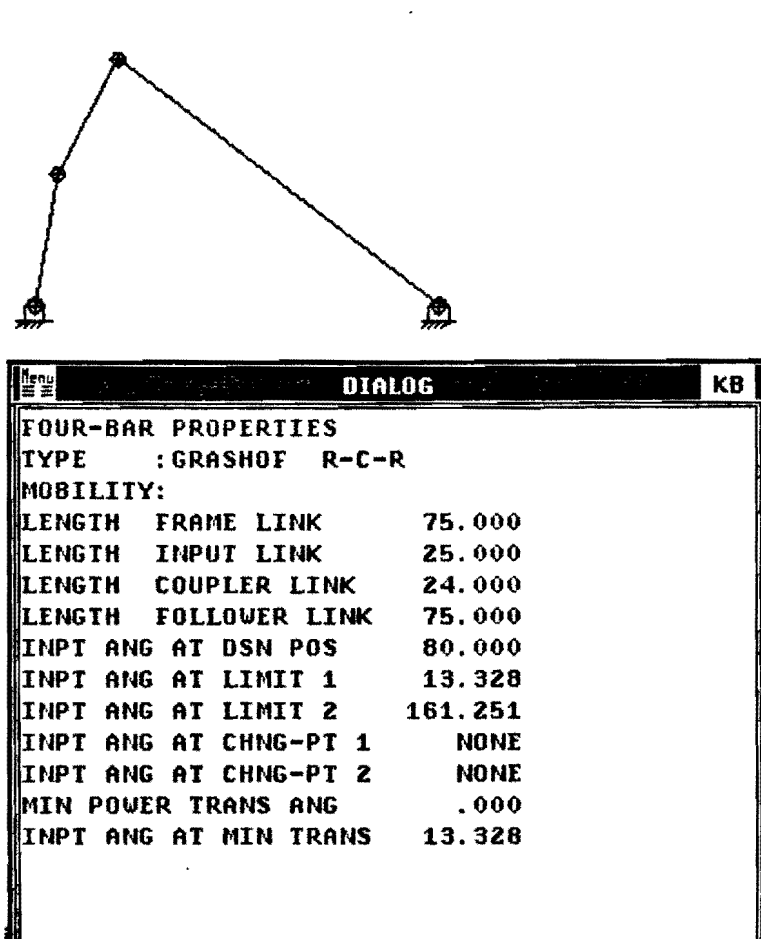 Menu DIALOG KB
FOUR-BAR PROPERTIES
TYPE :GRASHOF R-C-R
MOBILITY:
LENGTH FRAME LINK 75.000
LENGTH INPUT LINK 25.000
LENGTH COUPLER LINK 24.000
LENGTH FOLLOWER LINK 75.000
INPT ANG AT DSN POS 80.000
INPT ANG AT LIMIT 1 13.328
INPT ANG AT LIMIT 2 161.251
INPT ANG AT CHNG-PT 1 NONE
INPT ANG AT CHNG-PT 2 NONE
MIN POWER TRANS ANG .000
INPT ANG AT MIN TRANS 13.328